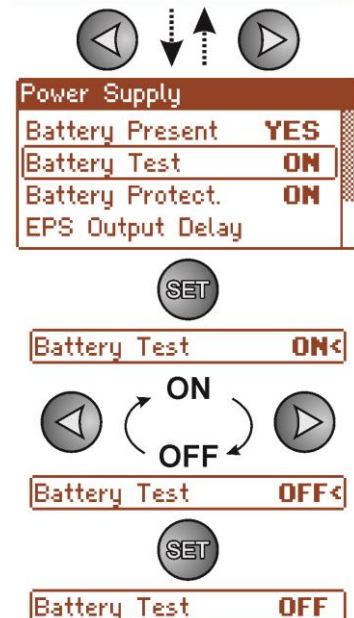 Power Supply
Battery Present YES
Battery Test ON
Battery Protect. ON
EPS Output Delay
SET
Battery Test ON<
ON
OFF
Battery Test OFF<
SET
Battery Test OFF